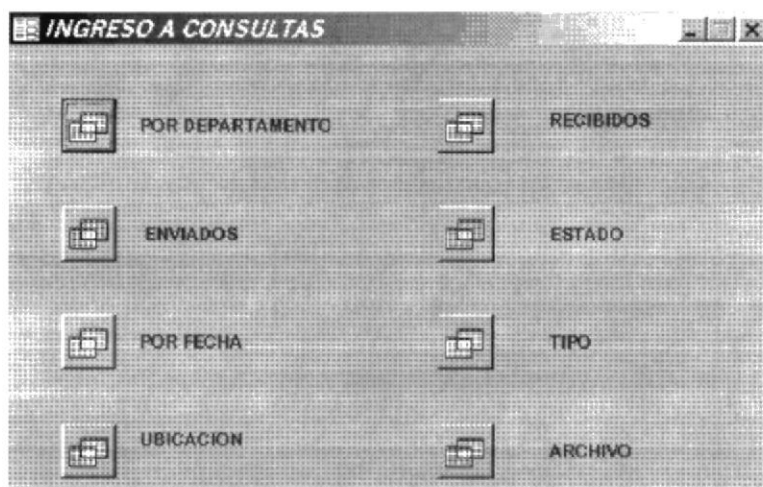 INGRESO A CONSULTAS
POR DEPARTAMENTO
RECIBIDOS
ENVIADOS
ESTADO
POR FECHA
TIPO
UBICACION
ARCHIVO